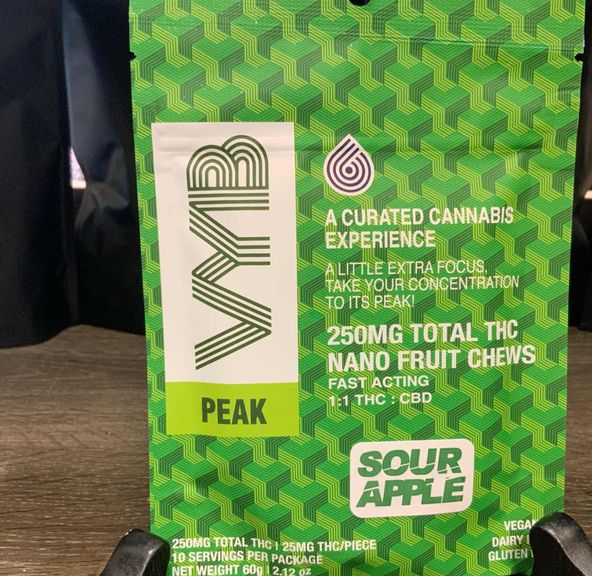 VYB
PEAK
A CURATED CANNABIS
EXPERIENCE
A LITTLE EXTRA FOCUS,
TAKE YOUR CONCENTRATION
TO ITS PEAK!
250MG TOTAL THC
NANO FRUIT CHEWS
FAST ACTING
1:1 THC : CBD
SOUR
APPLE
250MG TOTAL THC | 25MG THC/PIECE
10 SERVINGS PER PACKAGE
NET WEIGHT 60g | 2.12 oz
VEGAN
DAIRY
GLUTEN